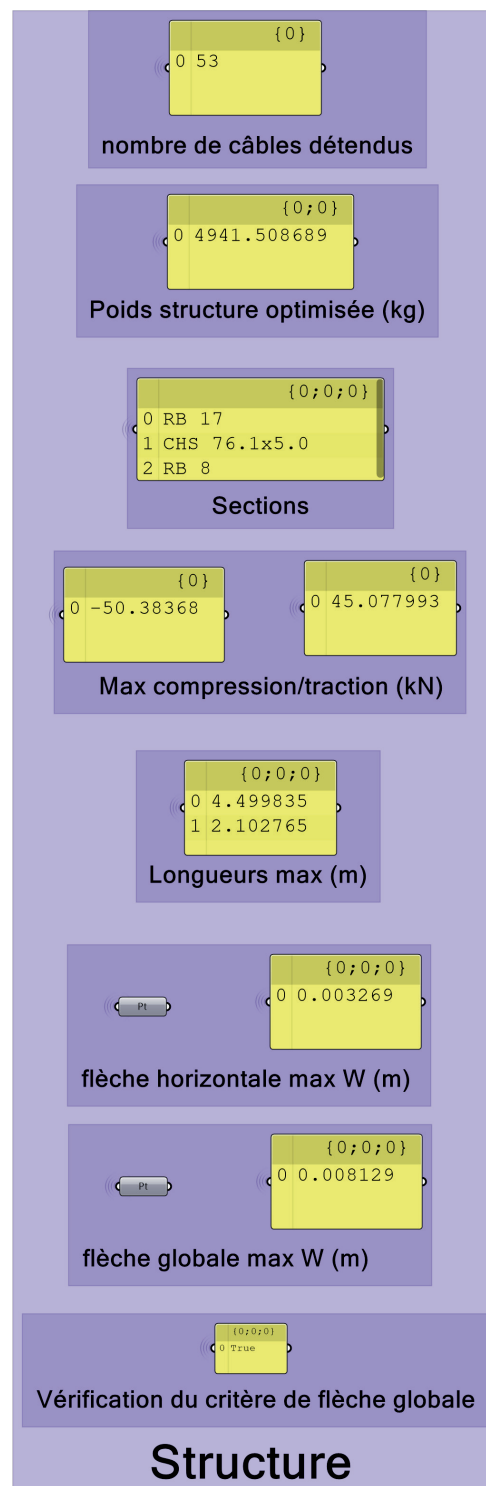 {0}
0 53
nombre de câbles détendus
{0;0}
0 4941.508689
Poids structure optimisée (kg)
{0;0;0}
0 RB 17
1 CHS 76.1x5.0
2 RB 8
Sections
{0}
0 -50.38368
{0}
0 45.077993
Max compression/traction (kN)
{0;0;0}
0 4.499835
1 2.102765
Longueurs max (m)
{0;0;0}
0 0.003269
Pt
flèche horizontale max W (m)
{0;0;0}
0 0.008129
Pt
flèche globale max W (m)
{0;0;0}
0 True
Vérification du critère de flèche globale
Structure